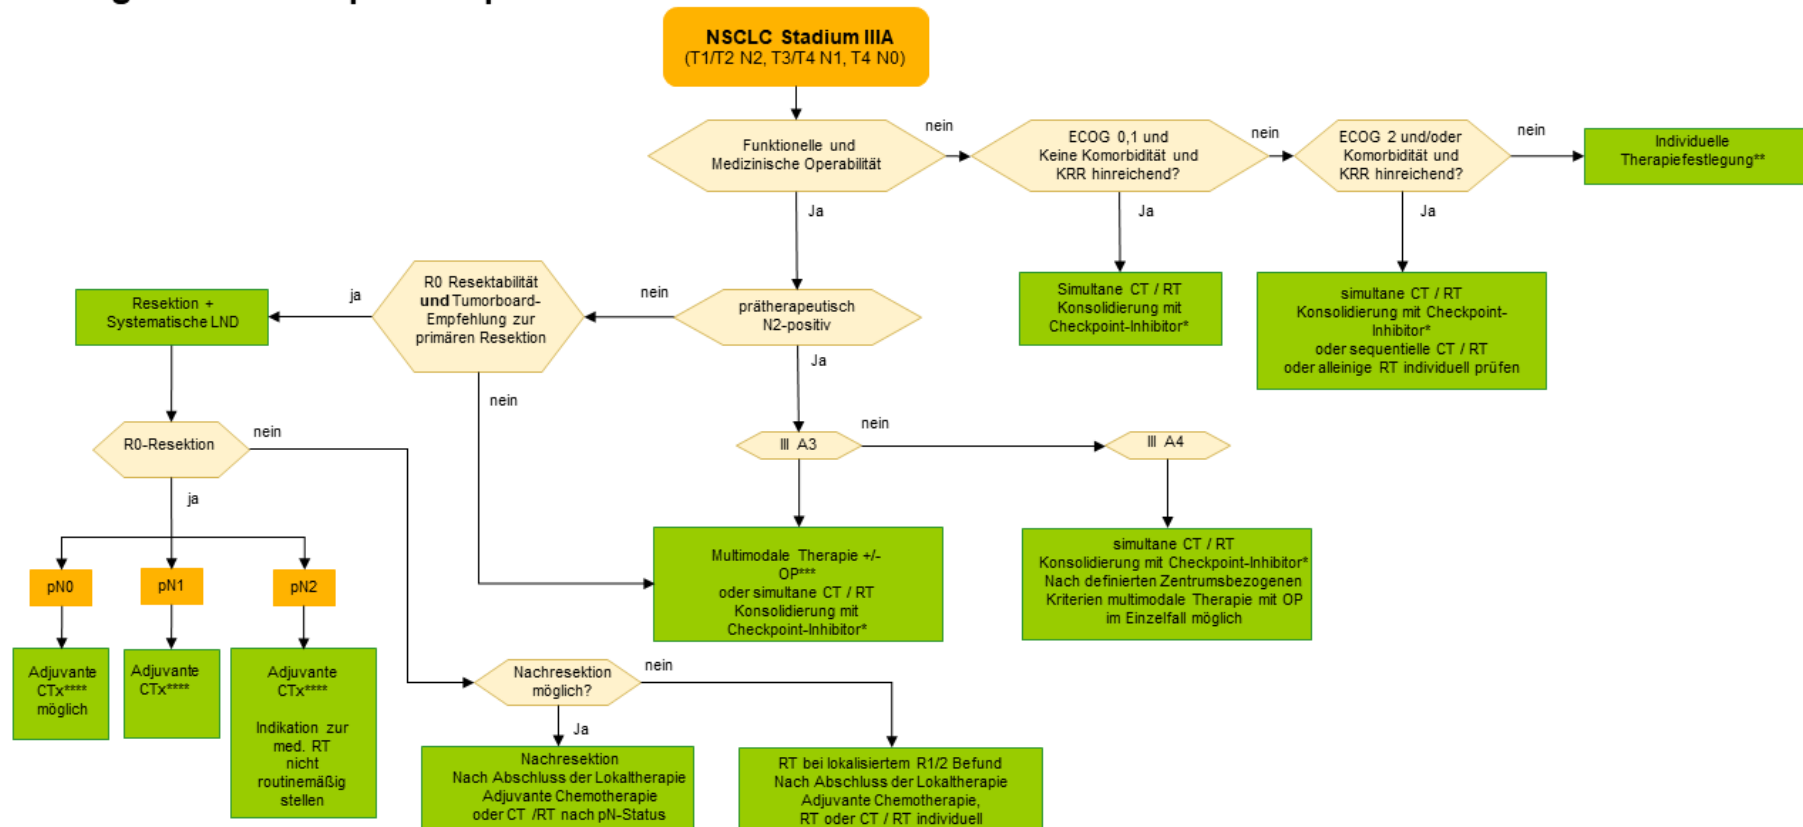 NSCLC Stadium IIIA
(T1/T2 N2, T3/T4 N1, T4 N0)
Funktionelle und
Medizinische Operabilität
nein
ECOG 0,1 und
Keine Komorbidität und
KRR hinreichend?
nein
ECOG 2 und/oder
Komorbidität und
KRR hinreichend?
nein
Individuelle
Therapiefestlegung**
Ja
Ja
Ja
Resektion +
Systematische LND
ja
R0 Resektabilität
und Tumorboard-
Empfehlung zur
primären Resektion
nein
prätherapeutisch
N2-positiv
Simultane CT / RT
Konsolidierung mit
Checkpoint-Inhibitor*
simultane CT / RT
Konsolidierung mit Checkpoint-
Inhibitor*
oder sequentielle CT / RT
oder alleinige RT individuell prüfen
Ja
nein
R0-Resektion
nein
III A3
nein
III A4
ja
Multimodale Therapie +/-
OP***
oder simultane CT / RT
Konsolidierung mit
Checkpoint-Inhibitor*
simultane CT / RT
Konsolidierung mit Checkpoint-Inhibitor*
Nach definierten Zentrumsbezogenen
Kriterien multimodale Therapie mit OP
im Einzelfall möglich
pN0
pN1
pN2
Adjuvante
CTx****
möglich
Adjuvante
CTx****
Adjuvante
CTx****
Indikation zur
med. RT
nicht
routinemäßig
stellen
Nachresektion
möglich?
nein
Ja
Nachresektion
Nach Abschluss der Lokaltherapie
Adjuvante Chemotherapie
oder CT /RT nach pN-Status
RT bei lokalisiertem R1/2 Befund
Nach Abschluss der Lokaltherapie
Adjuvante Chemotherapie,
RT oder CT / RT individuell